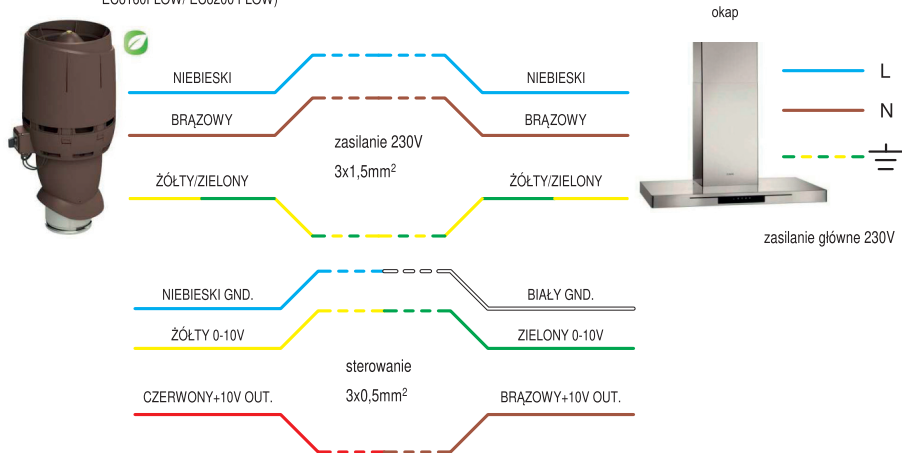 okap
NIEBIESKI
NIEBIESKI
L
BRĄZOWY
BRĄZOWY
N
zasilanie 230V
3x1,5mm²
ŻÓŁTY/ZIELONY
ŻÓŁTY/ZIELONY
zasilanie główne 230V
NIEBIESKI GND.
BIAŁY GND.
ŻÓŁTY 0-10V
ZIELONY 0-10V
sterowanie
3x0,5mm²
CZERWONY+10V OUT.
BRĄZOWY+10V OUT.